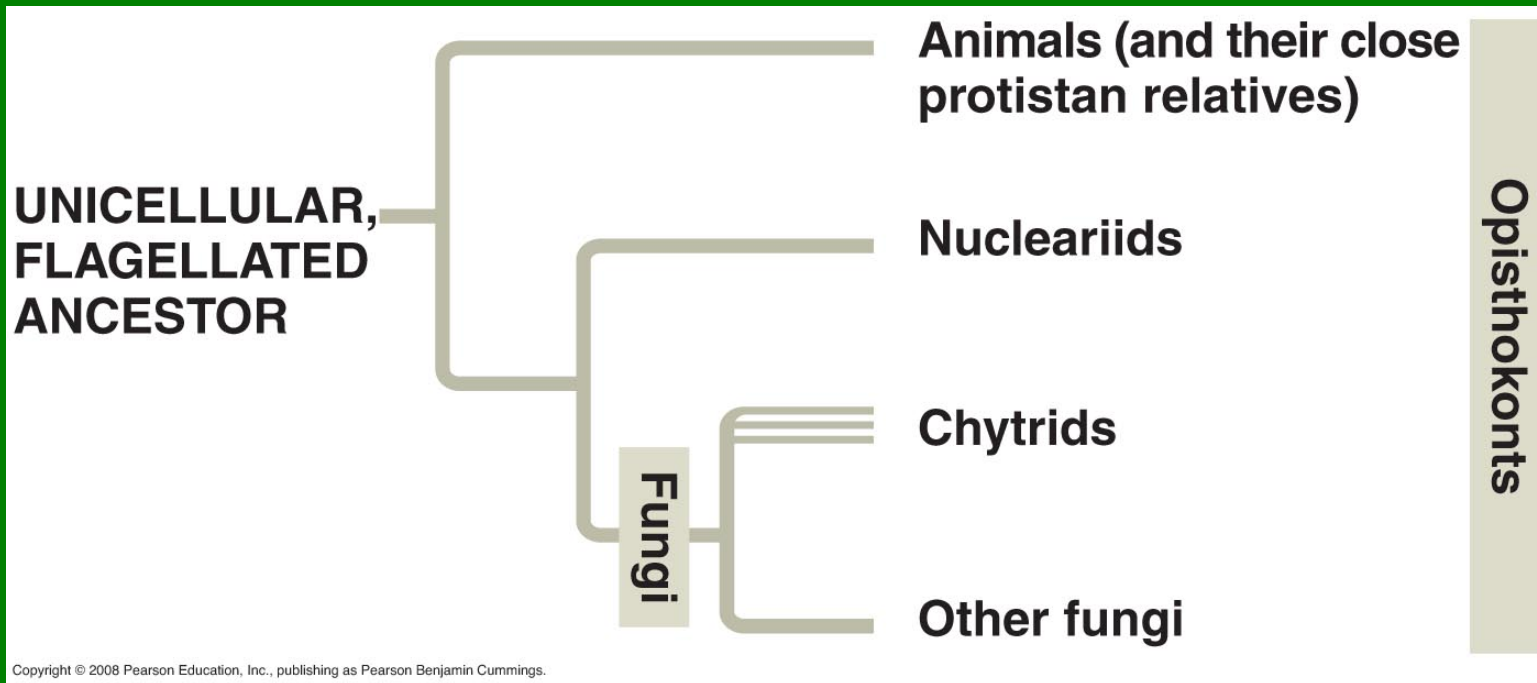 Animals (and their close
protistan relatives)
UNICELLULAR,
FLAGELLATED
ANCESTOR
Nucleariids
Chytrids
Fungi
Other fungi
Opisthokonts
Copyright © 2008 Pearson Education, Inc., publishing as Pearson Benjamin Cummings.